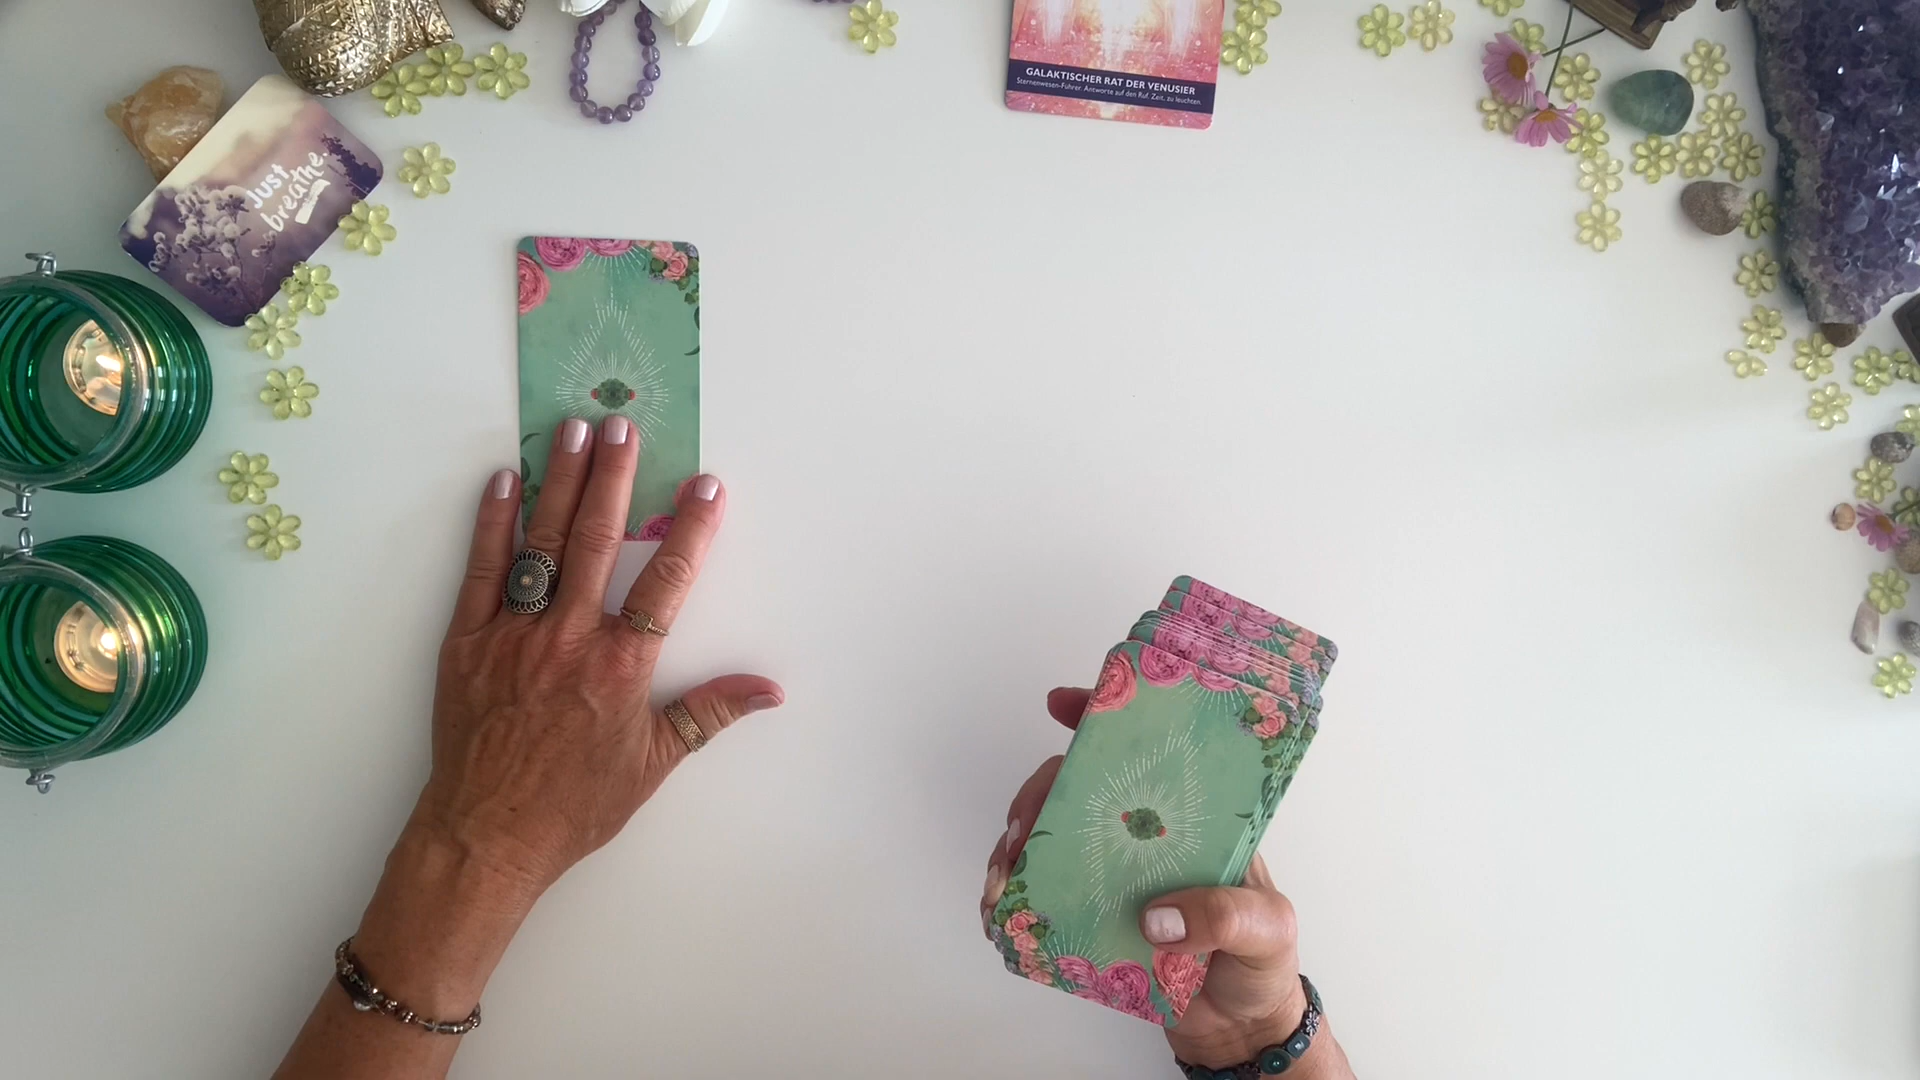 GALAKTISCHER RAT DER VENUSIER
Sternenwesen-Führer. Antworte auf den Ruf. Zeit, zu leuchten.
Just
breathe.